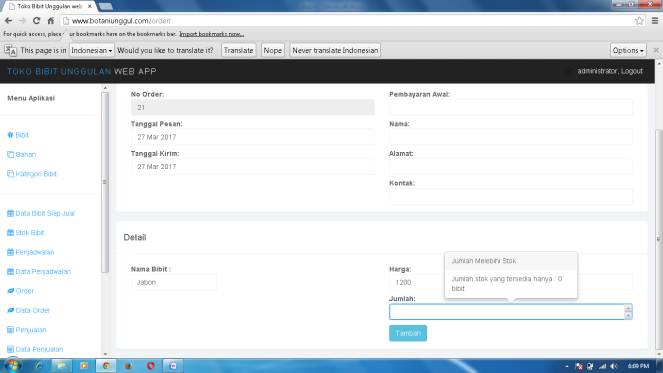 Toko Bibit Unggulan Web A
www.botaniunggul.com/orderr
For quick access, place your bookmarks here on the bookmarks bar. Import bookmarks now...
This page is in Indonesian Would you like to translate it? Translate Nope Never translate Indonesian Options
TOKO BIBIT UNGGULAN WEB APP
administrator, Logout
Menu Aplikasi
Bibit
Bahan
Kategori Bibit
Data Bibit Siap Jual
Stok Bibit
Penjadwalan
Data Penjadwalan
Order
Data Order
Penjualan
Data Penjualan
No Order:
21
Tanggal Pesan:
27 Mar 2017
Tanggal Kirim:
27 Mar 2017
Pembayaran Awal:
Nama:
Alamat:
Kontak:
Detail
Nama Bibit :
Jabon
Harga:
1200
Jumlah Melebihi Stok
Jumlah stok yang tersedia hanya : 0
bibit
Jumlah:
Tambah
6:09 PM